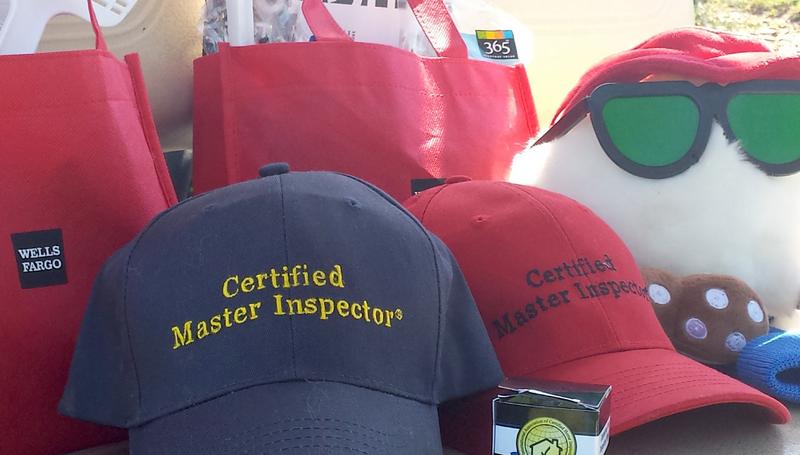 365
WELLS
FARGO
Certified
Master Inspector®
Certified
Master Inspector